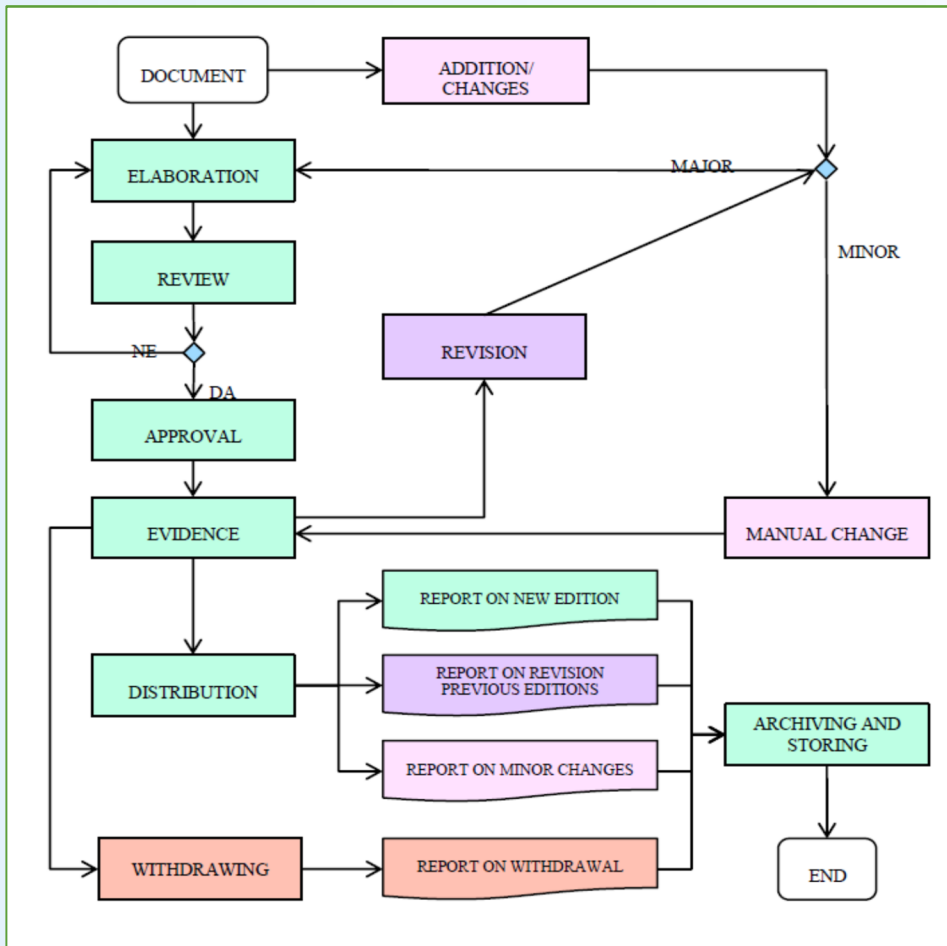 DOCUMENT
ADDITION/
CHANGES
ELABORATION
MAJOR
REVIEW
MINOR
NE
REVISION
DA
APPROVAL
EVIDENCE
MANUAL CHANGE
REPORT ON NEW EDITION
DISTRIBUTION
REPORT ON REVISION
PREVIOUS EDITIONS
ARCHIVING AND
STORING
REPORT ON MINOR CHANGES
WITHDRAWING
REPORT ON WITHDRAWAL
END